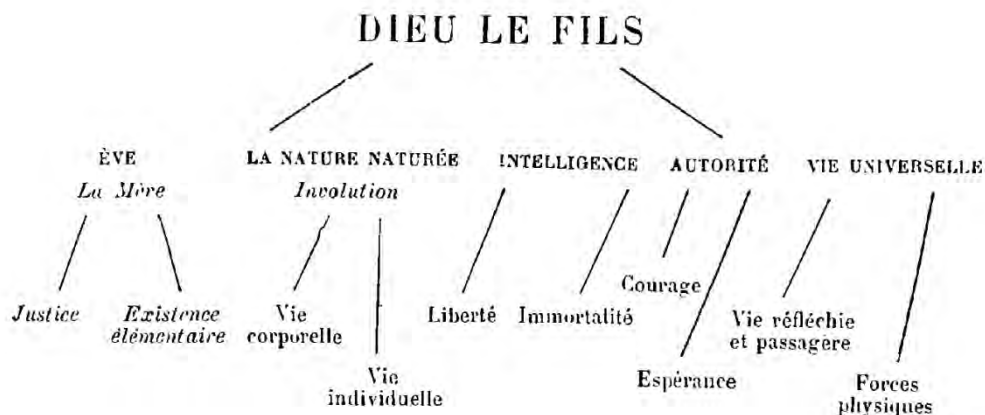 DIEU LE FILS
ÈVE LA NATURE NATURÉE INTELLIGENCE AUTORITÉ VIE UNIVERSELLE
La Mère Involution
Courage
Justice Existence Vie Liberté Immortalité Vie réfléchie
élémentaire corporelle et passagère
Vie Espérance Forces
individuelle physiques